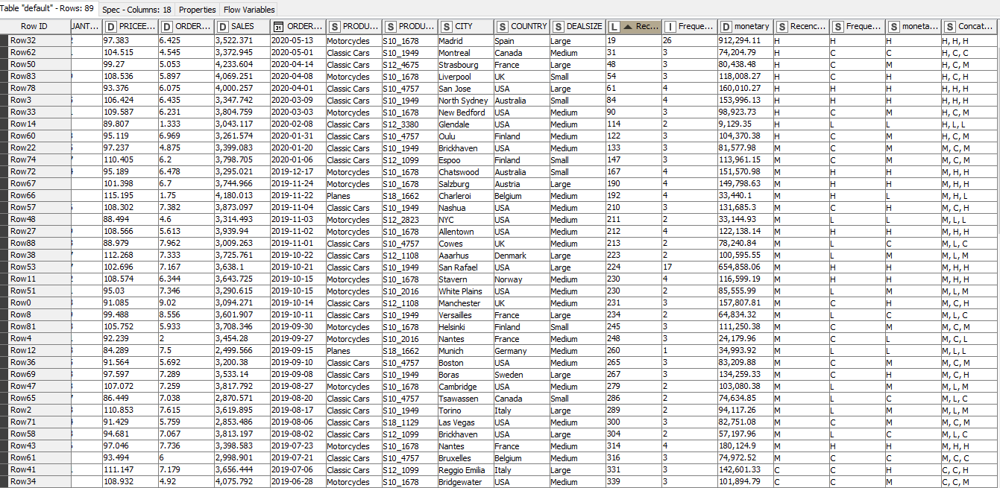 Table "default" - Rows: 89 Spec - Columns: 18 Properties Flow Variables
Row ID UANT... D PRICEE... D ORDER... D SALES 31 ORDER... S PRODU... S PRODU... S CITY S COUNTRY S DEALSIZE L Rec... I Freque... D monetary S Recenc... S Freque... S moneta... S Concat...
Row32 97.383 6.425 3,522.371 2020-05-13 Motorcycles S10_1678 Madrid Spain Large 19 26 912,294.11 H H H H, H, H
Row62 104.515 4.545 3,372.945 2020-05-01 Classic Cars S10_1949 Montreal Canada Medium 31 3 74,204.79 H C C H, C, C
Row50 99.27 5.053 4,233.604 2020-04-14 Classic Cars S12_4675 Strasbourg France Large 48 3 80,438.48 H C M H, C, M
Row83 108.536 5.897 4,069.251 2020-04-08 Motorcycles S10_1678 Liverpool UK Small 54 3 118,008.27 H C H H, C, H
Row78 93.376 6.075 4,000.257 2020-04-01 Classic Cars S10_4757 San Jose USA Large 61 4 160,010.27 H H H H, H, H
Row3 106.424 6.435 3,347.742 2020-03-09 Classic Cars S10_1949 North Sydney Australia Small 84 4 153,996.13 H H H H, H, H
Row33 109.587 6.231 3,804.759 2020-03-03 Motorcycles S10_1678 New Bedford USA Medium 90 3 98,923.73 H C M H, C, M
Row14 89.807 1.333 3,043.117 2020-02-08 Classic Cars S12_3380 Glendale USA Medium 114 2 9,129.35 H L L H, L, L
Row60 95.119 6.969 3,261.574 2020-01-31 Classic Cars S10_4757 Oulu Finland Medium 122 3 104,370.38 H C M H, C, M
Row22 97.237 4.875 3,399.083 2020-01-20 Classic Cars S10_1949 Brickhaven USA Medium 133 3 81,577.98 M C M M, C, M
Row74 110.405 6.2 3,798.705 2020-01-06 Classic Cars S12_1099 Espoo Finland Small 147 3 113,961.15 M C M M, C, M
Row72 95.189 6.478 3,295.021 2019-12-17 Motorcycles S10_1678 Chatswood Australia Small 167 4 151,570.98 M H H M, H, H
Row67 101.398 6.7 3,744.966 2019-11-24 Motorcycles S10_1678 Salzburg Austria Large 190 4 149,798.63 M H H M, H, H
Row66 115.195 1.75 4,180.013 2019-11-22 Planes S18_1662 Charleroi Belgium Medium 192 4 33,440.1 M H L M, H, L
Row57 108.302 7.382 3,873.097 2019-11-04 Classic Cars S10_1949 Nashua USA Medium 210 3 131,685.3 M C H M, C, H
Row48 88.494 4.6 3,314.493 2019-11-03 Motorcycles S12_2823 NYC USA Medium 211 2 33,144.93 M L L M, L, L
Row27 108.566 5.613 3,939.94 2019-11-02 Motorcycles S10_1678 Allentown USA Medium 212 4 122,138.14 M H H M, H, H
Row88 88.979 7.962 3,009.263 2019-11-01 Classic Cars S10_4757 Cowes UK Medium 213 2 78,240.84 M L C M, L, C
Row38 112.268 7.333 3,725.761 2019-10-22 Classic Cars S12_1108 Aaarhus Denmark Large 223 2 100,595.55 M L M M, L, M
Row53 102.696 7.167 3,638.1 2019-10-21 Classic Cars S10_1949 San Rafael USA Large 224 17 654,858.06 M H H M, H, H
Row11 108.574 6.344 3,643.725 2019-10-15 Motorcycles S10_1678 Stavern Norway Medium 230 4 116,599.19 M H H M, H, H
Row51 95.03 7.346 3,290.615 2019-10-15 Motorcycles S10_2016 White Plains USA Medium 230 2 85,555.99 M L M M, L, M
Row0 91.085 9.02 3,094.271 2019-10-14 Classic Cars S12_1108 Manchester UK Medium 231 3 157,807.81 M C H M, C, H
Row8 99.488 8.556 3,601.907 2019-10-11 Classic Cars S10_1949 Versailles France Large 234 2 64,834.32 M L C M, L, C
Row81 105.752 5.933 3,708.346 2019-09-30 Motorcycles S10_1678 Helsinki Finland Small 245 3 111,250.38 M C M M, C, M
Row4 92.239 2 3,454.28 2019-09-27 Motorcycles S10_2016 Nantes France Medium 248 3 24,179.96 M C L M, C, L
Row12 84.289 7.5 2,499.566 2019-09-15 Planes S18_1662 Munich Germany Medium 260 1 34,993.92 M L L M, L, L
Row36 91.564 5.692 3,200.38 2019-09-10 Classic Cars S10_4757 Boston USA Medium 265 3 83,209.88 M C M M, C, M
Row69 97.597 7.289 3,533.14 2019-09-08 Classic Cars S10_1949 Boras Sweden Large 267 3 134,259.33 M C H M, C, H
Row47 107.072 7.259 3,817.792 2019-08-27 Motorcycles S10_1678 Cambridge USA Medium 279 2 103,080.38 M L M M, L, M
Row65 86.449 7.038 2,870.571 2019-08-20 Classic Cars S10_4757 Tsawassen Canada Small 286 2 74,634.85 M L C M, L, C
Row2 110.853 7.615 3,619.895 2019-08-17 Classic Cars S10_1949 Torino Italy Large 289 2 94,117.26 M L M M, L, M
Row71 91.429 5.759 2,853.486 2019-08-06 Classic Cars S18_1129 Las Vegas USA Medium 300 3 82,751.08 M C M M, C, M
Row58 94.681 7.067 3,813.197 2019-08-02 Classic Cars S12_1099 Brickhaven USA Large 304 2 57,197.96 M L C M, L, C
Row43 97.046 7.736 3,398.583 2019-07-23 Motorcycles S10_1678 Nantes France Medium 314 4 180,124.9 M H H M, H, H
Row61 93.494 6 2,998.901 2019-07-21 Classic Cars S10_4757 Bruxelles Belgium Medium 316 3 74,972.52 M C C M, C, C
Row41 111.147 7.179 3,656.444 2019-07-06 Classic Cars S12_1099 Reggio Emilia Italy Large 331 3 142,601.33 C C H C, C, H
Row34 108.932 4.92 4,075.792 2019-06-28 Motorcycles S10_1678 Bridgewater USA Medium 339 3 101,894.79 C C M C, C, M